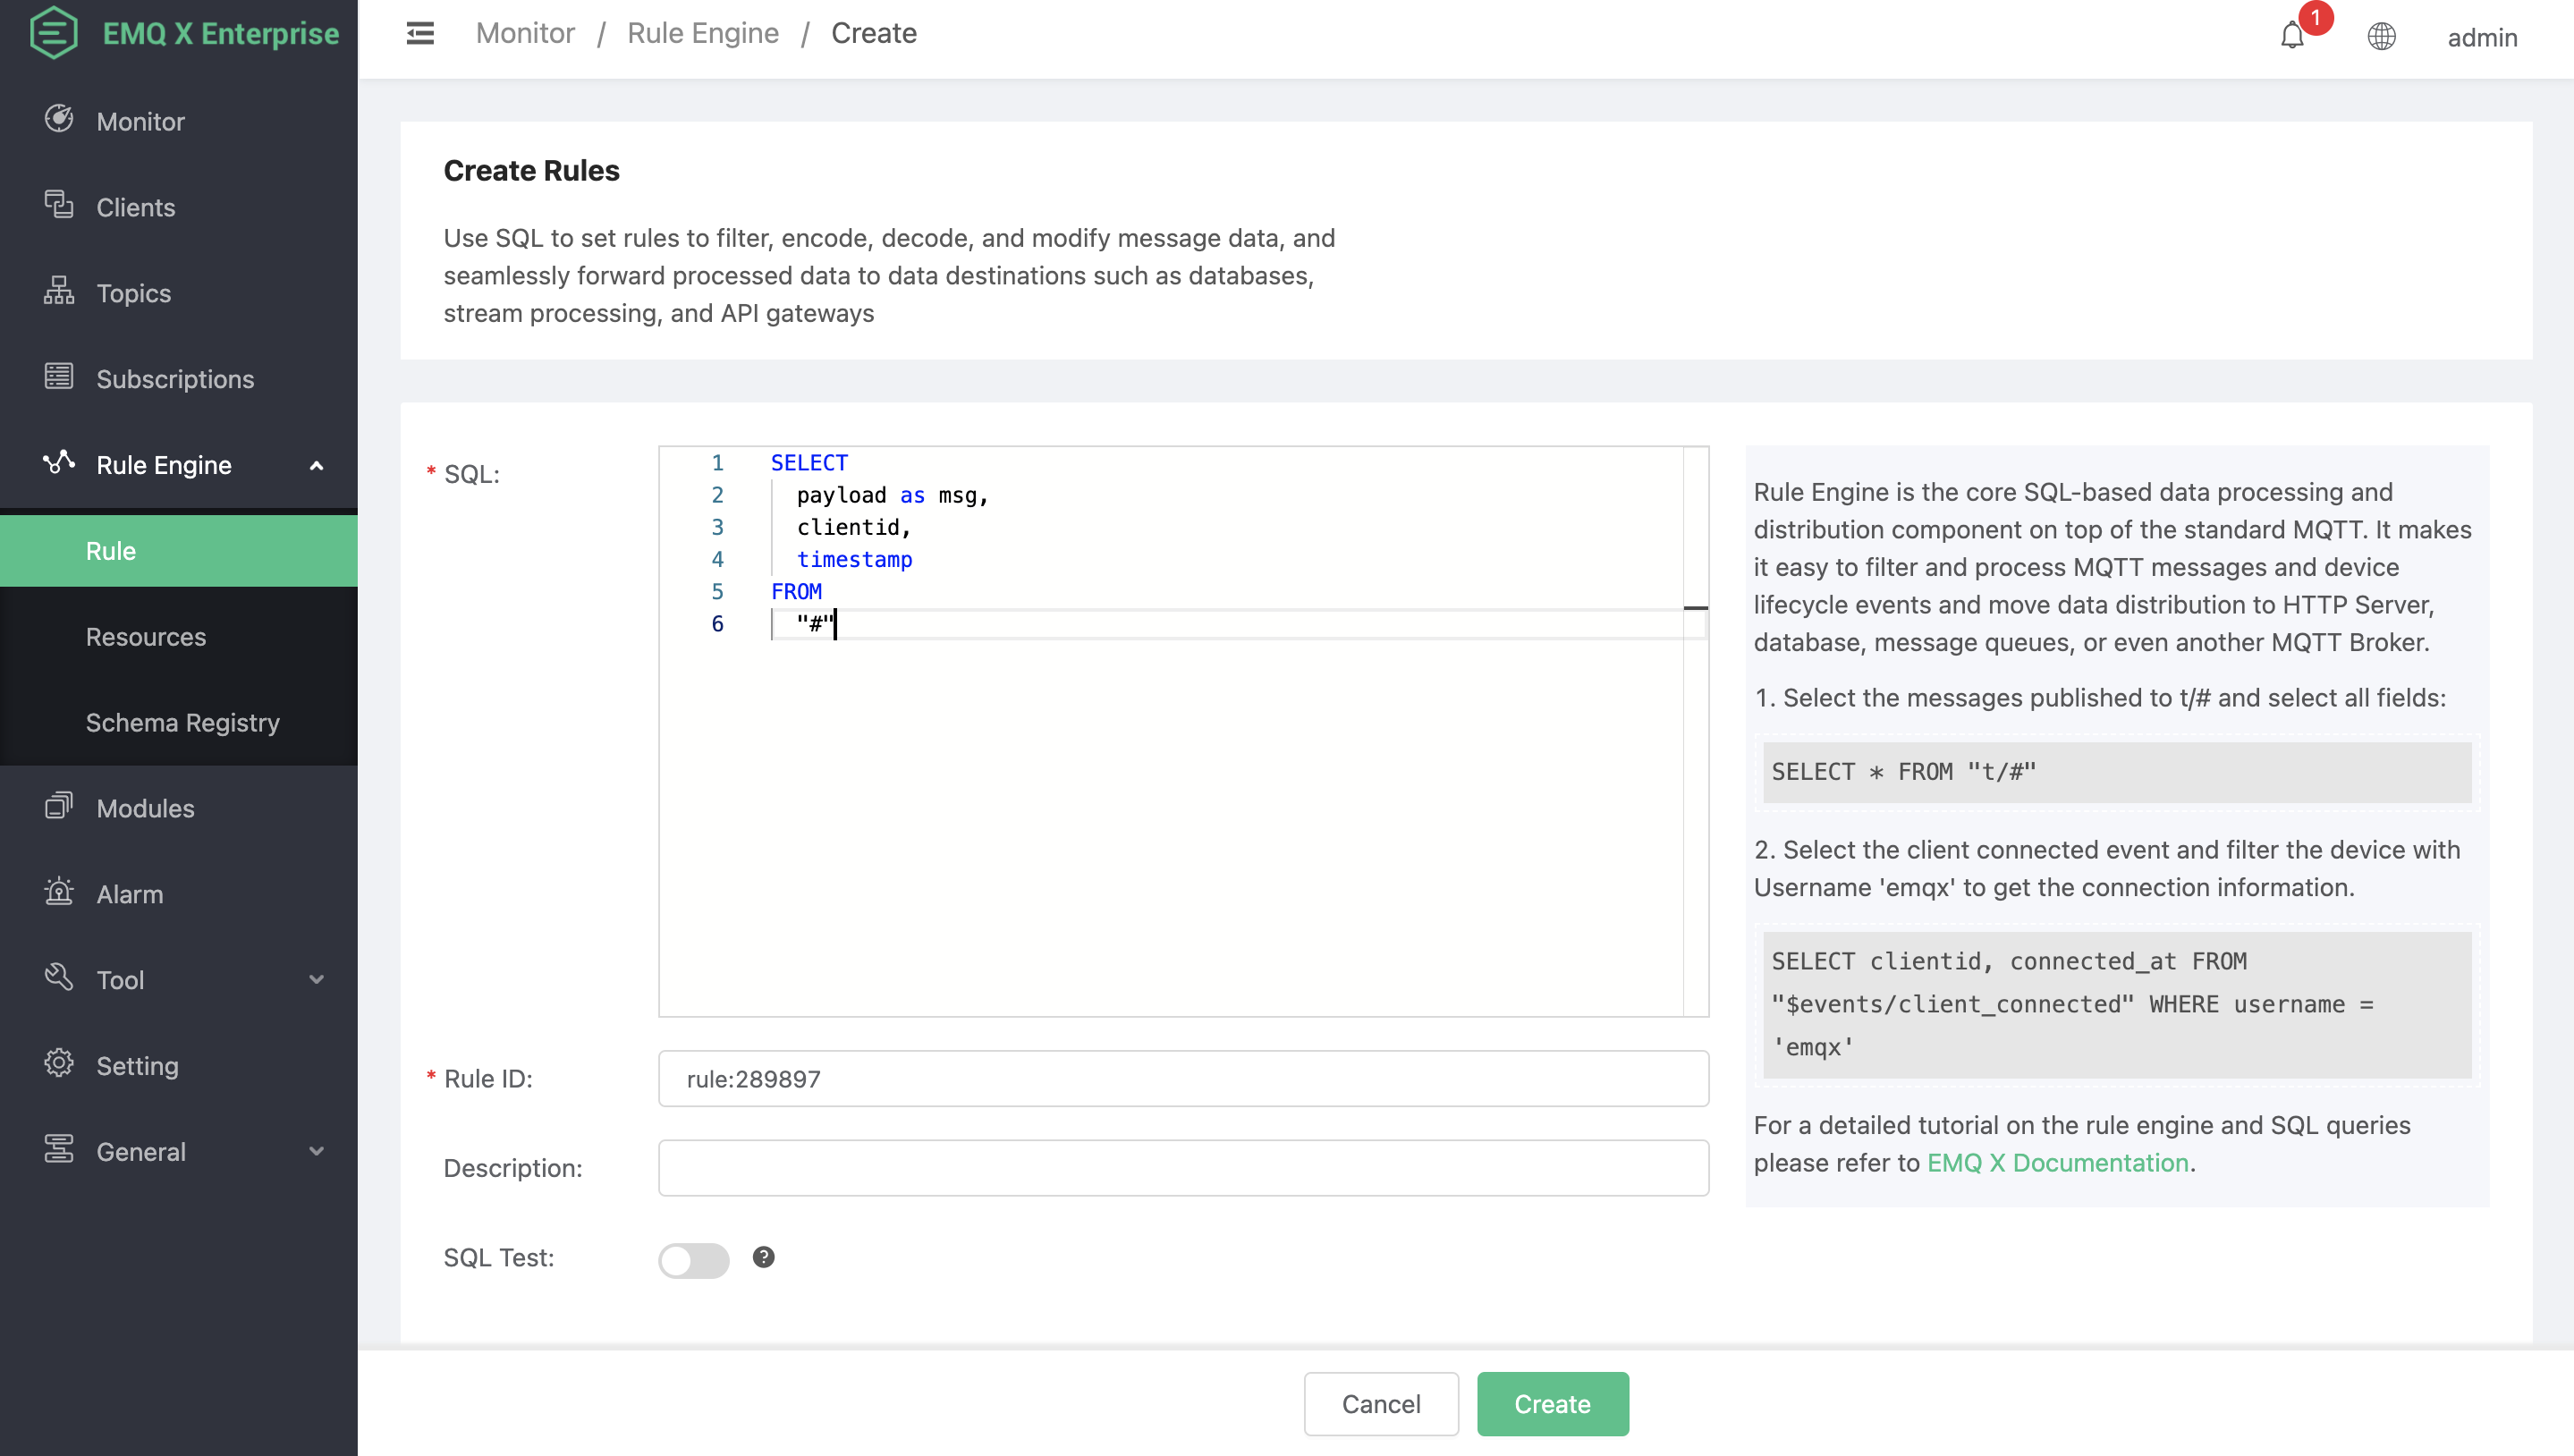 EMQ X Enterprise
Monitor / Rule Engine / Create
1
admin
Monitor
Clients
Topics
Subscriptions
Rule Engine
Rule
Resources
Schema Registry
Modules
Alarm
Tool
Setting
General
Create Rules
Use SQL to set rules to filter, encode, decode, and modify message data, and
seamlessly forward processed data to data destinations such as databases,
stream processing, and API gateways
* SQL:
1 SELECT
2 payload as msg,
3 clientid,
4 timestamp
5 FROM
6 "#"
* Rule ID:
rule:289897
Description:
SQL Test:
?
Rule Engine is the core SQL-based data processing and
distribution component on top of the standard MQTT. It makes
it easy to filter and process MQTT messages and device
lifecycle events and move data distribution to HTTP Server,
database, message queues, or even another MQTT Broker.
1. Select the messages published to t/# and select all fields:
SELECT * FROM "t/#"
2. Select the client connected event and filter the device with
Username 'emqx' to get the connection information.
SELECT clientid, connected_at FROM
"$events/client_connected" WHERE username =
'emqx'
For a detailed tutorial on the rule engine and SQL queries
please refer to EMQ X Documentation.
Cancel
Create